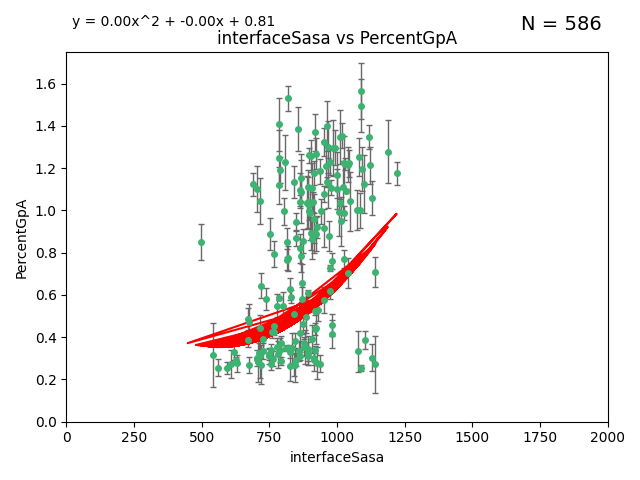 y = 0.00x^2 + -0.00x + 0.81
N = 586
interfaceSasa vs PercentGpA
PercentGpA
1.6
1.4
1.2
1.0
0.8
0.6
0.4
0.2
0.0
0 250 500 750 1000 1250 1500 1750 2000
interfaceSasa